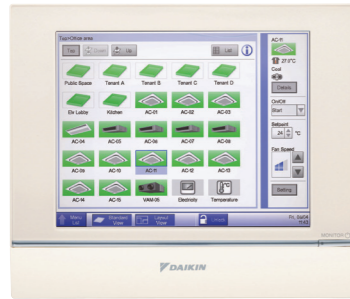 Top>Office area
Top Down Up List
Public Space Tenant A Tenant B Tenant C Tenant D
Elv Lobby Kitchen AC-01 AC-02 AC-03
AC-04 AC-05 AC-06 AC-07 AC-08
AC-09 AC-10 AC-11 AC-12 AC-13
AC-14 AC-15 VAM-05 Electricity Temperature
AC-11
27.0°C
Cool
Details
On/Off
Start
Setpoint
24 °C
Fan Speed
Setting
Menu List Standard View Layout View Unlock
Fri, 11:43
MONITOR
DAIKIN